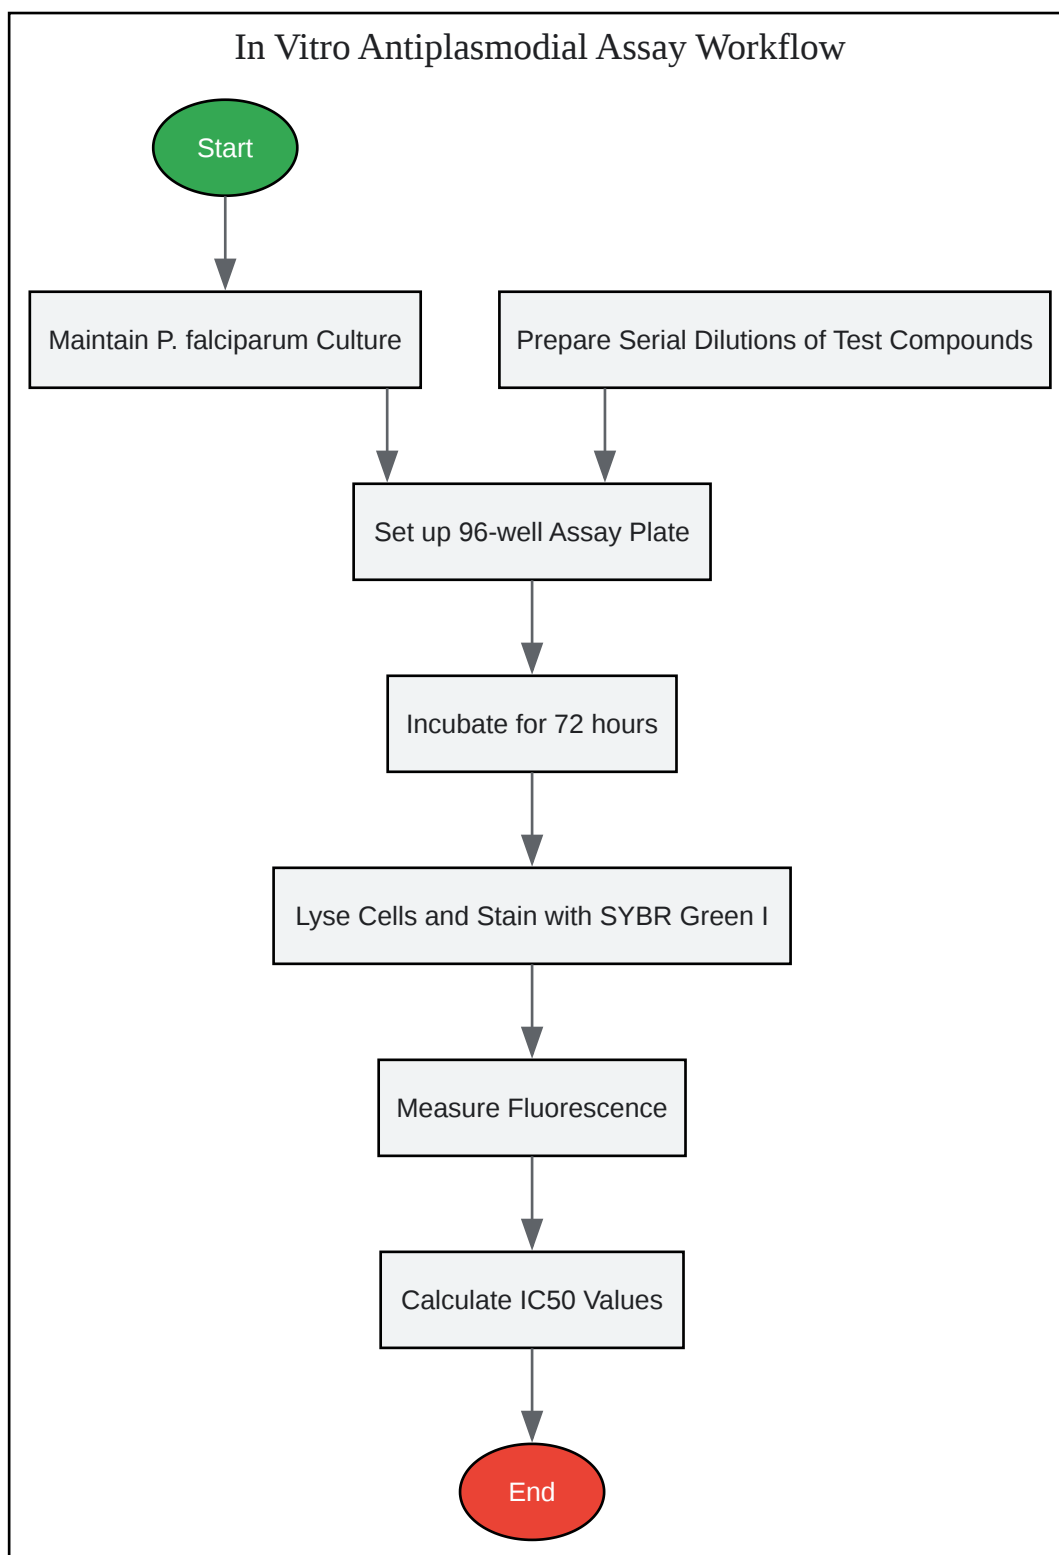 In Vitro Antiplasmodial Assay Workflow
Start
Maintain P. falciparum Culture
Prepare Serial Dilutions of Test Compounds
Set up 96-well Assay Plate
Incubate for 72 hours
Lyse Cells and Stain with SYBR Green I
Measure Fluorescence
Calculate IC50 Values
End